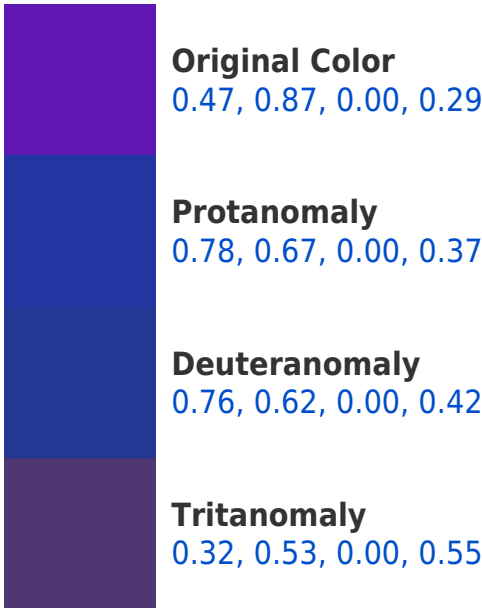 Original Color
0.47, 0.87, 0.00, 0.29
Protanomaly
0.78, 0.67, 0.00, 0.37
Deuteranomaly
0.76, 0.62, 0.00, 0.42
Tritanomaly
0.32, 0.53, 0.00, 0.55